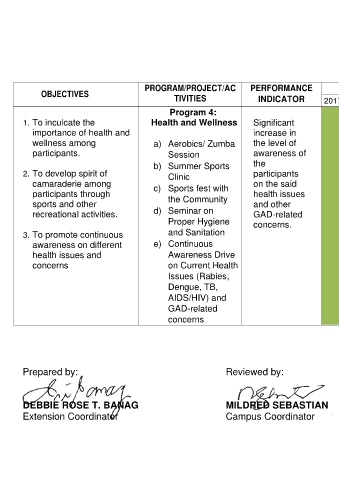 OBJECTIVES
PROGRAM/PROJECT/AC
TIVITIES
PERFORMANCE
INDICATOR
201
1. To inculcate the
importance of health and
wellness among
participants.
2. To develop spirit of
camaraderie among
participants through
sports and other
recreational activities.
3. To promote continuous
awareness on different
health issues and
concerns
Program 4:
Health and Wellness
a) Aerobics/ Zumba
Session
b) Summer Sports
Clinic
c) Sports fest with
the Community
d) Seminar on
Proper Hygiene
and Sanitation
e) Continuous
Awareness Drive
on Current Health
Issues (Rabies,
Dengue, TB,
AIDS/HIV) and
GAD-related
concerns
Significant
increase in
the level of
awareness of
the
participants
on the said
health issues
and other
GAD-related
concerns.
Prepared by:
DEBBIE ROSE T. BANAG
Extension Coordinator
Reviewed by:
MILDRED SEBASTIAN
Campus Coordinator